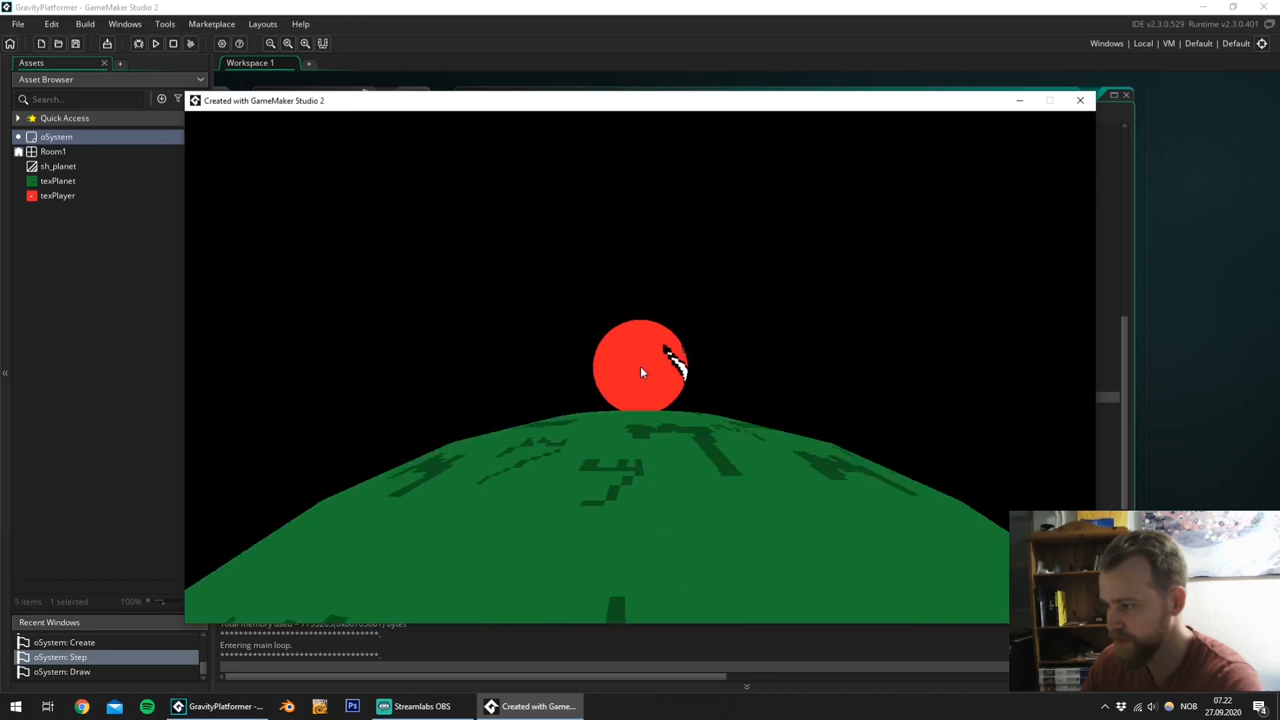 GravityPlatformer - GameMaker Studio 2
File Edit Build Windows Tools Marketplace Layouts Help
IDE v2.3.0.529 Runtime v2.3.0.401
Windows | Local | VM | Default | Default
Assets
Workspace 1
Asset Browser
Search...
Created with GameMaker Studio 2
Quick Access
oSystem
Room1
sh_planet
texPlanet
texPlayer
5 items 1 selected 100%
Recent Windows
oSystem: Create
oSystem: Step
oSystem: Draw
bytes
***********************************.
Entering main loop.
***********************************.
GravityPlatformer - ...
Streamlabs OBS
Created with Game...
NOB
07.22
27.09.2020
4